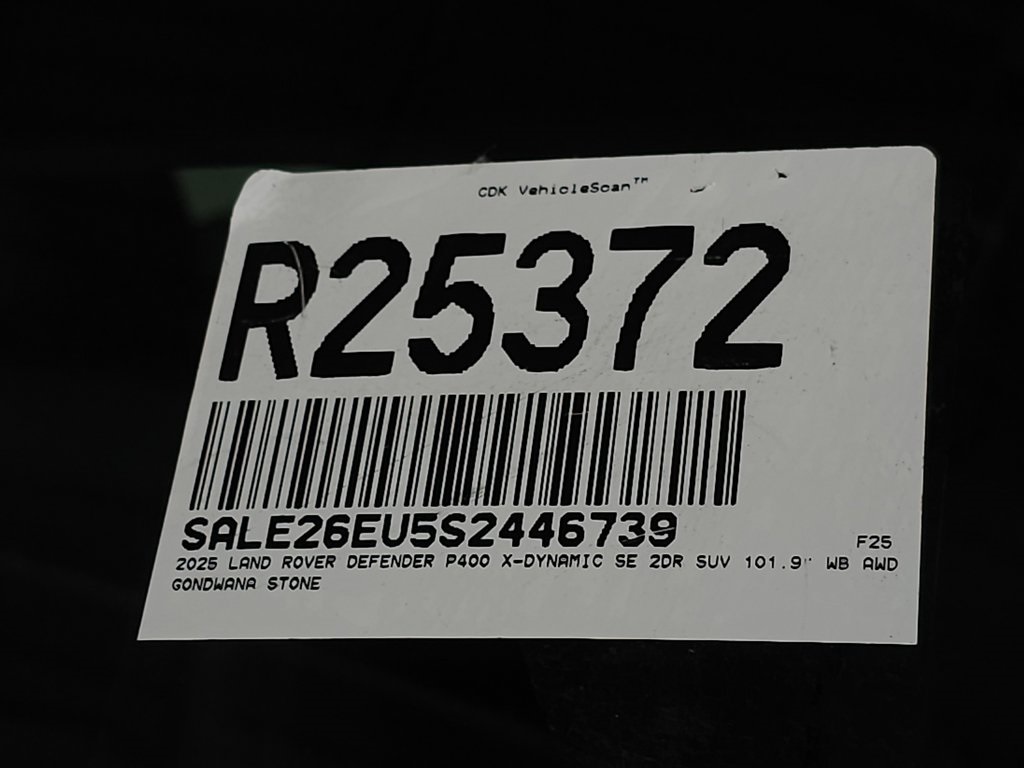 CDK VehicleScan™
R25372
SALE26EU5S2446739
F25
2025 LAND ROVER DEFENDER P400 X-DYNAMIC SE 2DR SUV 101.9" WB AWD
GONDWANA STONE